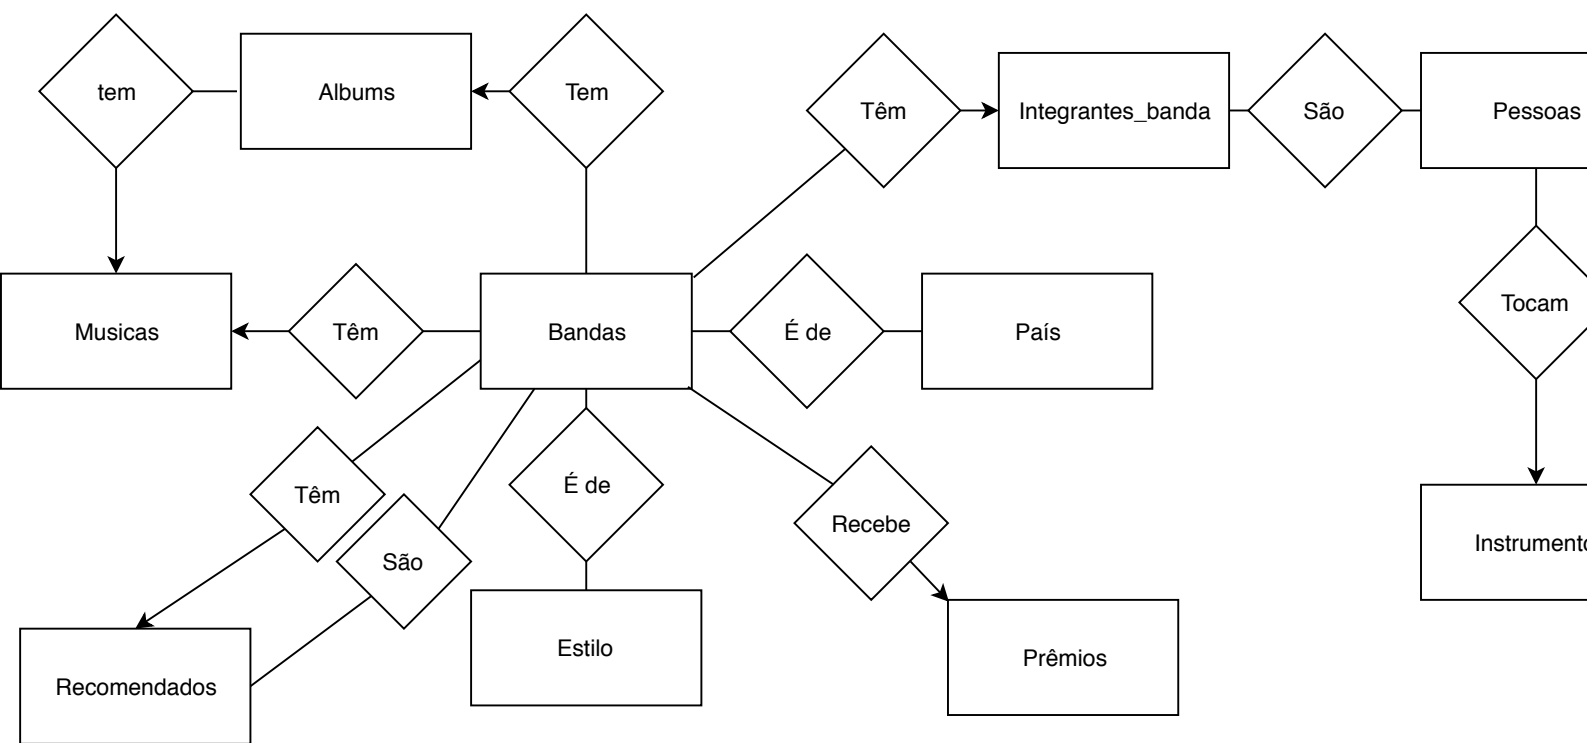 tem
Albums
Tem
Têm
Integrantes_banda
São
Pessoas
Musicas
Têm
Bandas
É de
País
Tocam
Têm
São
É de
Recebe
Estilo
Prêmios
Recomendados